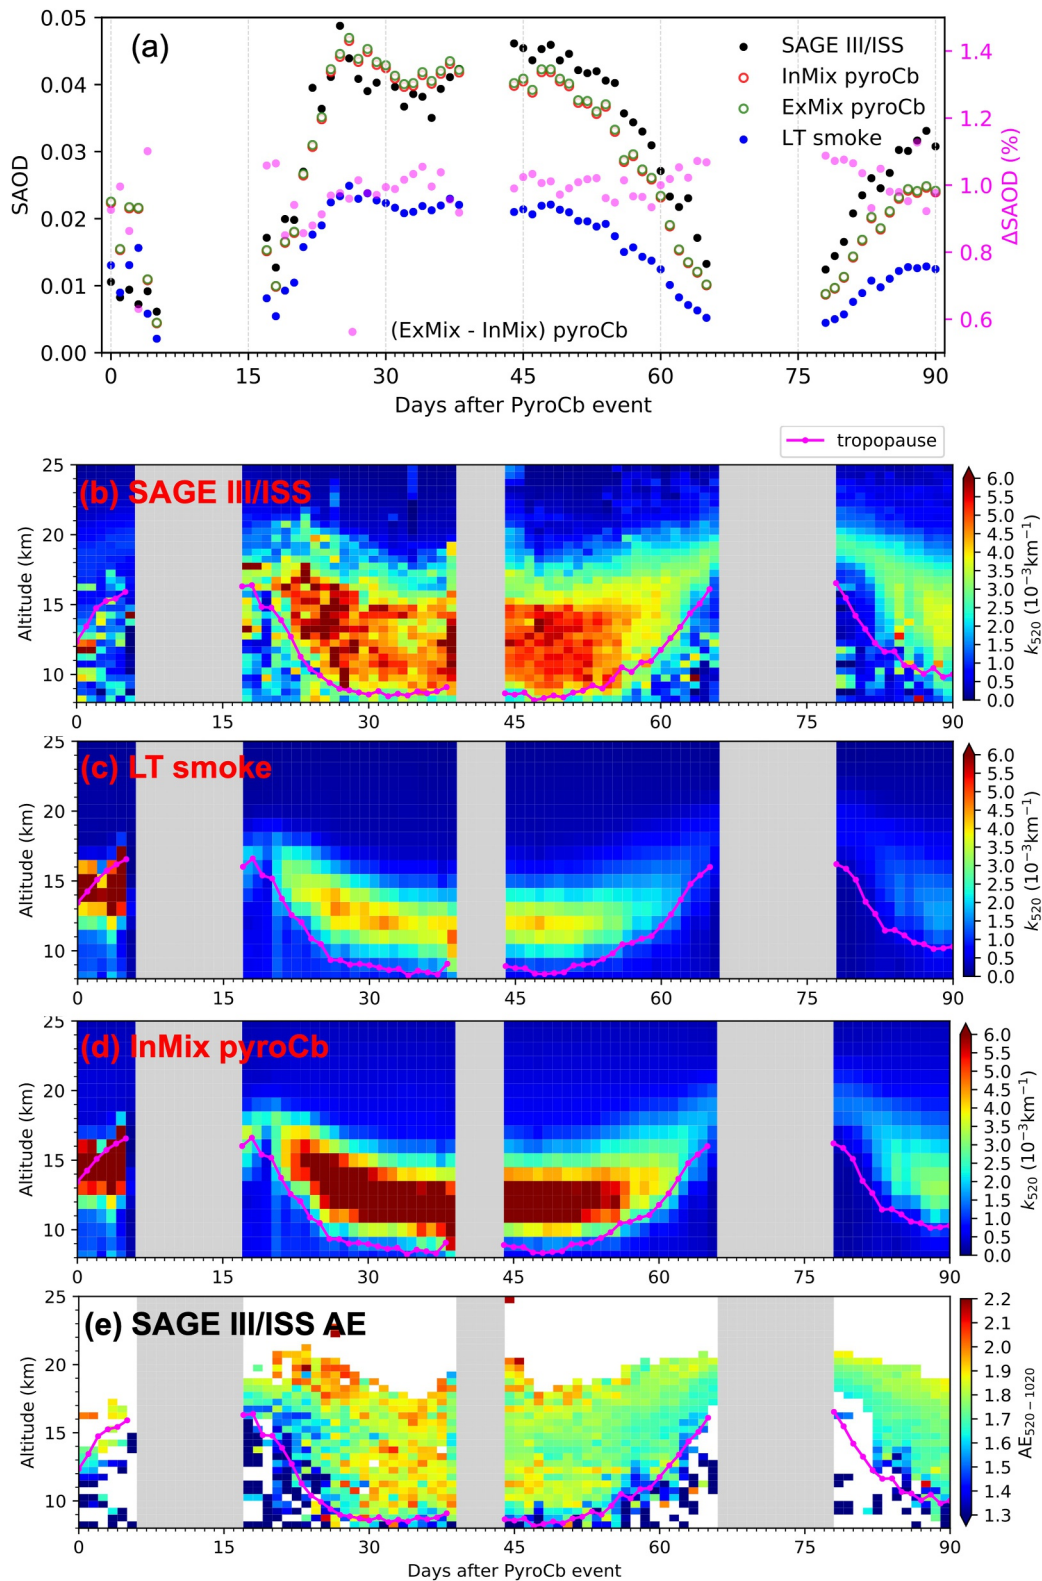 (a)
SAGE III/ISS
InMix pyroCb
ExMix pyroCb
LT smoke
(ExMix - InMix) pyroCb
SAOD
0.05
0.04
0.03
0.02
0.01
0.00
ΔSAOD (%)
1.4
1.2
1.0
0.8
0.6
0 15 30 45 60 75 90
Days after PyroCb event
tropopause
(b) SAGE III/ISS
Altitude (km)
25
20
15
10
0 15 30 45 60 75 90
6.0
5.5
5.0
4.5
4.0
3.5
3.0
2.5
2.0
1.5
1.0
0.5
0.0
k520 (10−3km−1)
(c) LT smoke
Altitude (km)
25
20
15
10
0 15 30 45 60 75 90
6.0
5.5
5.0
4.5
4.0
3.5
3.0
2.5
2.0
1.5
1.0
0.5
0.0
k520 (10−3km−1)
(d) InMix pyroCb
Altitude (km)
25
20
15
10
0 15 30 45 60 75 90
6.0
5.5
5.0
4.5
4.0
3.5
3.0
2.5
2.0
1.5
1.0
0.5
0.0
k520 (10−3km−1)
(e) SAGE III/ISS AE
Altitude (km)
25
20
15
10
0 15 30 45 60 75 90
Days after PyroCb event
2.2
2.1
2.0
1.9
1.8
1.7
1.6
1.5
1.4
1.3
AE520−1020